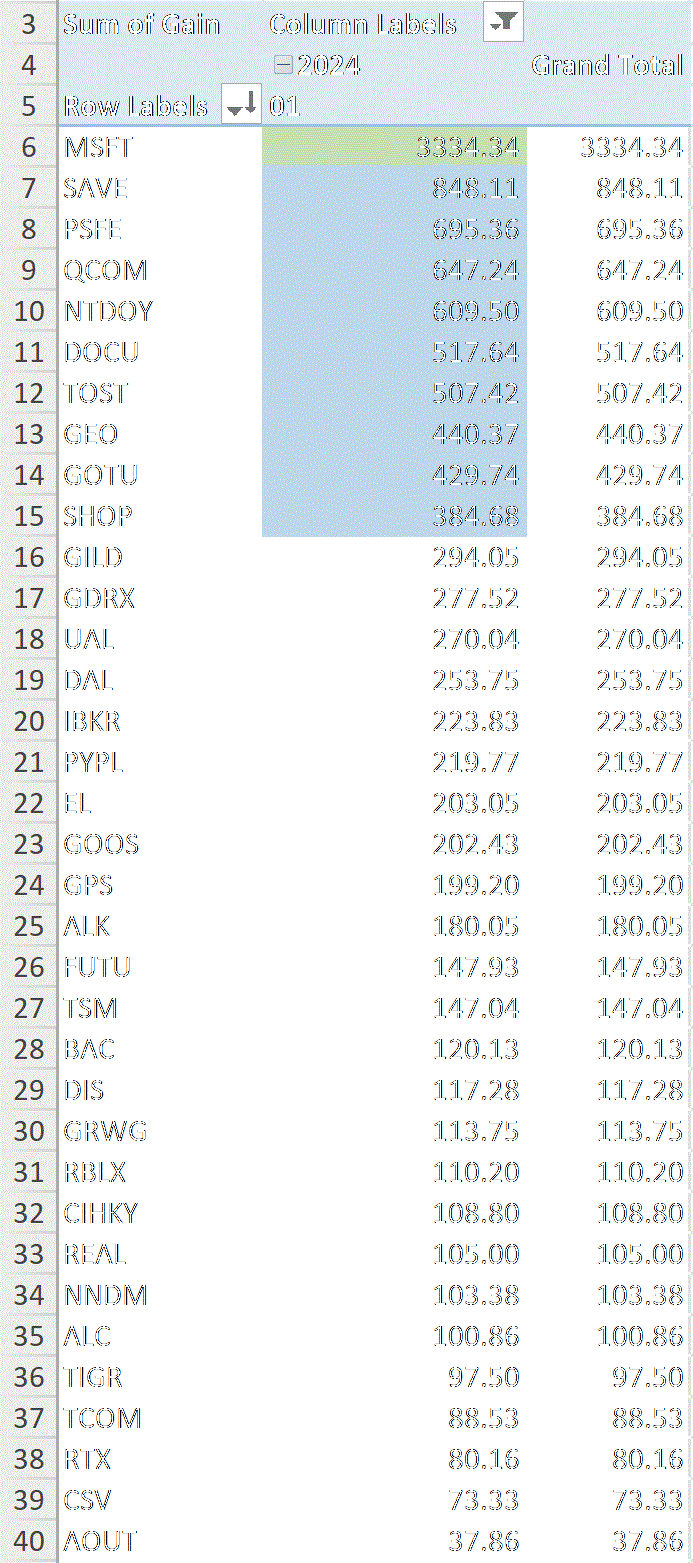 3 Sum of Gain Column Labels
4 2024 Grand Total
5 Row Labels 01
6 MSFT 3334.34 3334.34
7 SAVE 848.11 848.11
8 PSFE 695.36 695.36
9 QCOM 647.24 647.24
10 NTDOY 609.50 609.50
11 DOCU 517.64 517.64
12 TOST 507.42 507.42
13 GEO 440.37 440.37
14 GOTU 429.74 429.74
15 SHOP 384.68 384.68
16 GILD 294.05 294.05
17 GDRX 277.52 277.52
18 UAL 270.04 270.04
19 DAL 253.75 253.75
20 IBKR 223.83 223.83
21 PYPL 219.77 219.77
22 EL 203.05 203.05
23 GOOS 202.43 202.43
24 GPS 199.20 199.20
25 ALK 180.05 180.05
26 FUTU 147.93 147.93
27 TSM 147.04 147.04
28 BAC 120.13 120.13
29 DIS 117.28 117.28
30 GRWG 113.75 113.75
31 RBLX 110.20 110.20
32 CIHKY 108.80 108.80
33 REAL 105.00 105.00
34 NNDM 103.38 103.38
35 ALC 100.86 100.86
36 TIGR 97.50 97.50
37 TCOM 88.53 88.53
38 RTX 80.16 80.16
39 CSV 73.33 73.33
40 AOUT 37.86 37.86